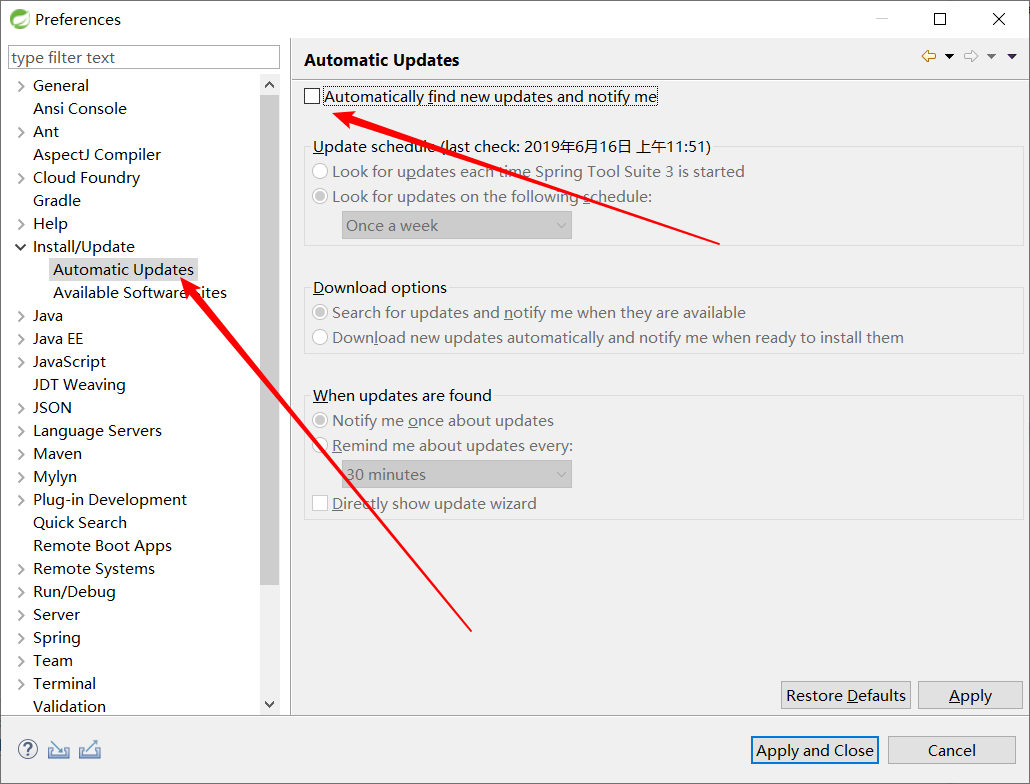 Preferences
type filter text
General
Ansi Console
Ant
AspectJ Compiler
Cloud Foundry
Gradle
Help
Install/Update
Automatic Updates
Available Software Sites
Java
Java EE
JavaScript
JDT Weaving
JSON
Language Servers
Maven
Mylyn
Plug-in Development
Quick Search
Remote Boot Apps
Remote Systems
Run/Debug
Server
Spring
Team
Terminal
Validation
Automatic Updates
Automatically find new updates and notify me
Update schedule (last check: 2019年6月16日 上午11:51)
Look for updates each time Spring Tool Suite 3 is started
Look for updates on the following schedule:
Once a week
Download options
Search for updates and notify me when they are available
Download new updates automatically and notify me when ready to install them
When updates are found
Notify me once about updates
Remind me about updates every:
30 minutes
Directly show update wizard
Restore Defaults
Apply
Apply and Close
Cancel